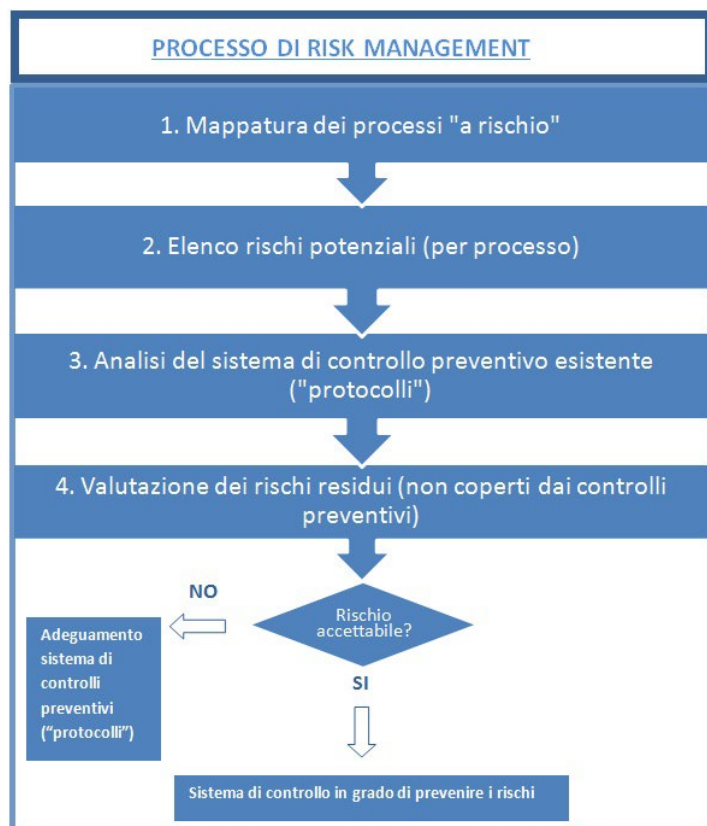 PROCESSO DI RISK MANAGEMENT
1. Mappatura dei processi "a rischio"
2. Elenco rischi potenziali (per processo)
3. Analisi del sistema di controllo preventivo esistente
("protocolli")
4. Valutazione dei rischi residui (non coperti dai controlli
preventivi)
NO
Rischio
accettabile?
Adeguamento
sistema di
controlli
preventivi
(“protocolli”)
SI
Sistema di controllo in grado di prevenire i rischi